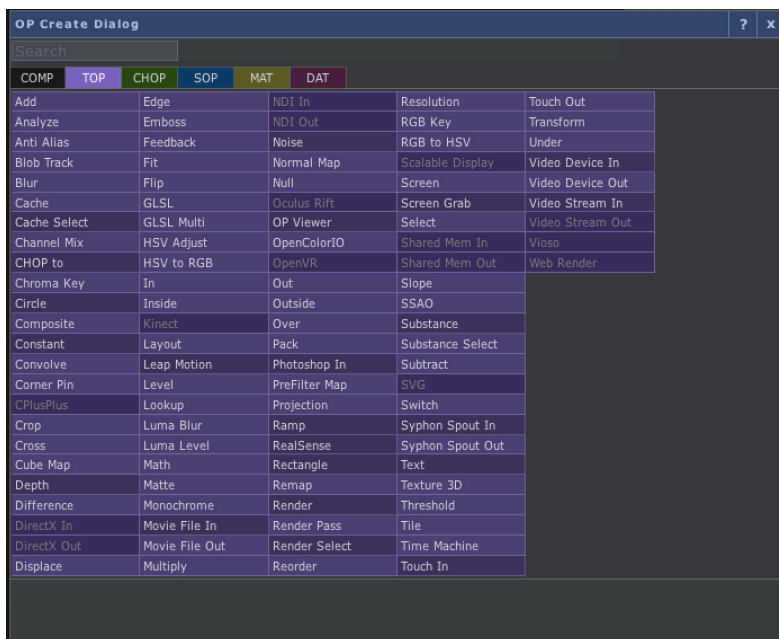 OP Create Dialog ? x
Search
COMP TOP CHOP SOP MAT DAT
Add Edge NDI In Resolution Touch Out
Analyze Emboss NDI Out RGB Key Transform
Anti Alias Feedback Noise RGB to HSV Under
Blob Track Fit Normal Map Scalable Display Video Device In
Blur Flip Null Screen Video Device Out
Cache GLSL Oculus Rift Screen Grab Video Stream In
Cache Select GLSL Multi OP Viewer Select Video Stream Out
Channel Mix HSV Adjust OpenColorIO Shared Mem In Vioso
CHOP to HSV to RGB OpenVR Shared Mem Out Web Render
Chroma Key In Out Slope
Circle Inside Outside SSAO
Composite Kinect Over Substance
Constant Layout Pack Substance Select
Convolve Leap Motion Photoshop In Subtract
Corner Pin Level PreFilter Map SVG
CPlusPlus Lookup Projection Switch
Crop Luma Blur Ramp Syphon Spout In
Cross Luma Level RealSense Syphon Spout Out
Cube Map Math Rectangle Text
Depth Matte Remap Texture 3D
Difference Monochrome Render Threshold
DirectX In Movie File In Render Pass Tile
DirectX Out Movie File Out Render Select Time Machine
Displace Multiply Reorder Touch In